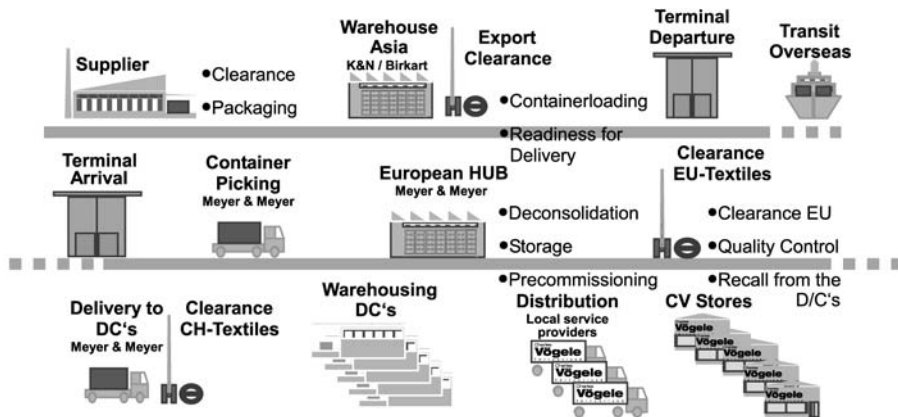 Supplier
•Clearance
•Packaging
Warehouse
Asia
K&N / Birkart
Export
Clearance
•Containerloading
•Readiness for
Delivery
Terminal
Departure
Transit
Overseas
Terminal
Arrival
Container
Picking
Meyer & Meyer
European HUB
Meyer & Meyer
•Deconsolidation
•Storage
•Precommissioning
Clearance
EU-Textiles
•Clearance EU
•Quality Control
•Recall from the
D/C's
Delivery to
DC's
Meyer & Meyer
Clearance
CH-Textiles
Warehousing
DC's
Distribution
Local service
providers
Charles
Vögele
Charles
Vögele
Charles
Vögele
CV Stores
Vögele
Vögele
Vögele
Vögele
Vögele